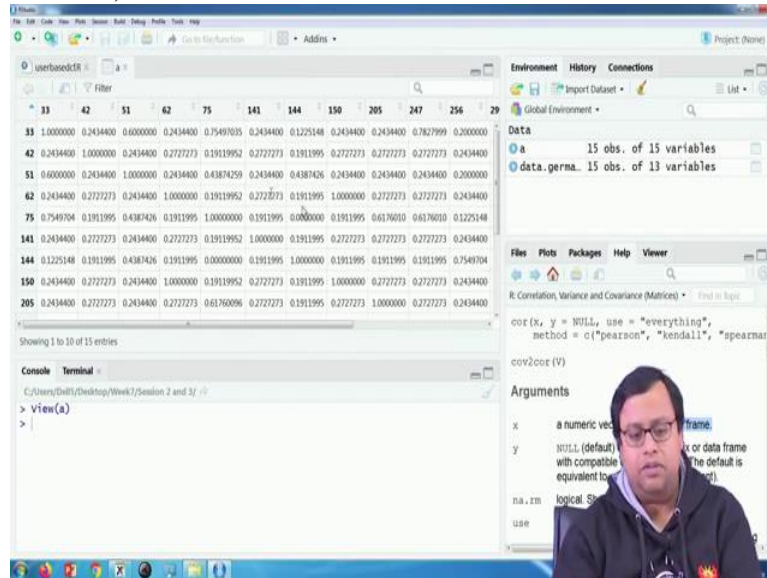 RStudio
File Edit Code View Plots Session Build Debug Profile Tools Help
Go to file/function
Addins
Project: (None)
userbasedctR
a
Filter
33 42 51 62 75 141 144 150 205 247 256 29
33 1.0000000 0.2434400 0.6000000 0.2434400 0.75497035 0.2434400 0.1225148 0.2434400 0.2434400 0.7827999 0.2000000
42 0.2434400 1.0000000 0.2434400 0.2727273 0.19119952 0.2727273 0.1911995 0.2727273 0.2727273 0.2727273 0.2434400
51 0.6000000 0.2434400 1.0000000 0.2434400 0.43874259 0.2434400 0.4387426 0.2434400 0.2434400 0.2434400 0.2000000
62 0.2434400 0.2727273 0.2434400 1.0000000 0.19119952 0.2727273 0.1911995 1.0000000 0.2727273 0.2727273 0.2434400
75 0.7549704 0.1911995 0.4387426 0.1911995 1.00000000 0.1911995 0.0000000 0.1911995 0.6176010 0.6176010 0.1225148
141 0.2434400 0.2727273 0.2434400 0.2727273 0.19119952 1.0000000 0.1911995 0.2727273 0.2727273 0.2727273 0.2434400
144 0.1225148 0.1911995 0.4387426 0.1911995 0.00000000 0.1911995 1.0000000 0.1911995 0.1911995 0.1911995 0.7549704
150 0.2434400 0.2727273 0.2434400 1.0000000 0.19119952 0.2727273 0.1911995 1.0000000 0.2727273 0.2727273 0.2434400
205 0.2434400 0.2727273 0.2434400 0.2727273 0.61760096 0.2727273 0.1911995 0.2727273 1.0000000 0.2727273 0.2434400
Showing 1 to 10 of 15 entries
Console Terminal
C:/Users/Dell5/Desktop/Week7/Session 2 and 3/
> View(a)
>
Environment History Connections
Import Dataset
List
Global Environment
Data
a 15 obs. of 15 variables
data.germa… 15 obs. of 13 variables
Files Plots Packages Help Viewer
R: Correlation, Variance and Covariance (Matrices)
Find in Topic
cor(x, y = NULL, use = "everything",
method = c("pearson", "kendall", "spearman
cov2cor(V)
Arguments
x a numeric vec frame.
y NULL (default) x or data frame
with compatible The default is
equivalent to
na.rm logical.
use